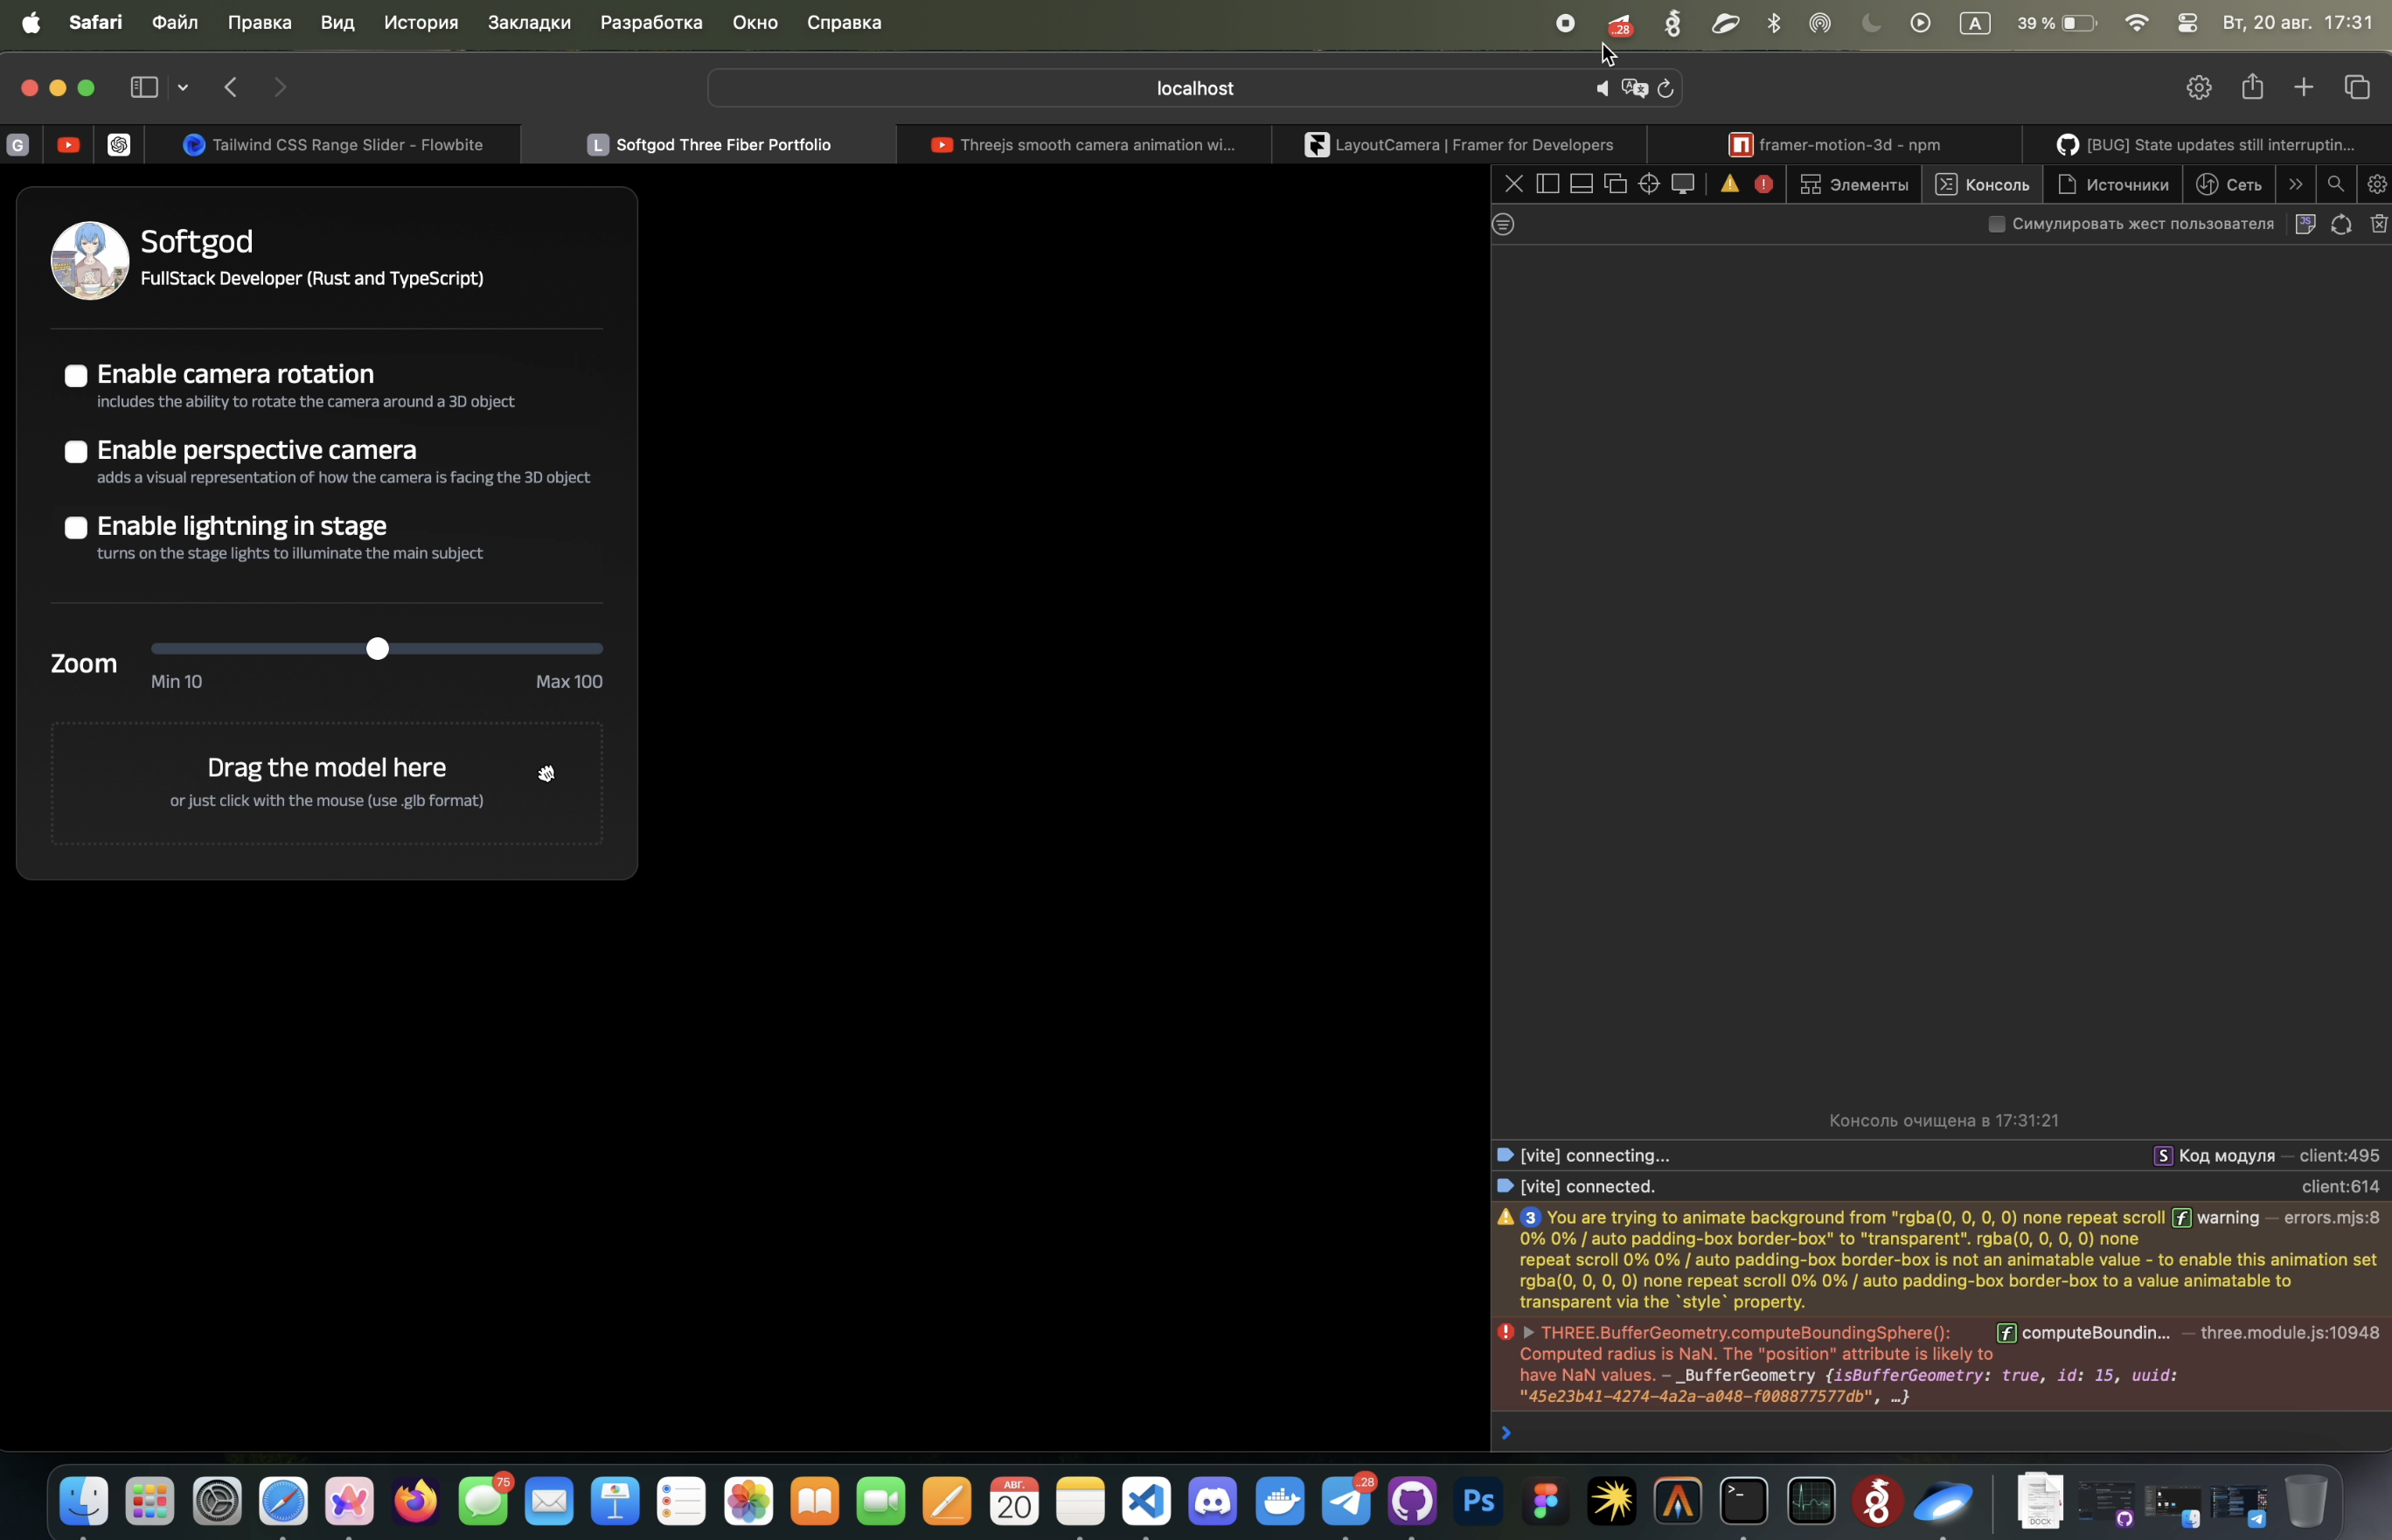 Safari Файл Правка Вид История Закладки Разработка Окно Справка
..28 A 39 % Вт, 20 авг. 17:31
localhost
G Tailwind CSS Range Slider - Flowbite L Softgod Three Fiber Portfolio Threejs smooth camera animation wi... LayoutCamera | Framer for Developers framer-motion-3d - npm [BUG] State updates still interruptin...
Элементы Консоль Источники Сеть
Симулировать жест пользователя
Softgod
FullStack Developer (Rust and TypeScript)
Enable camera rotation
includes the ability to rotate the camera around a 3D object
Enable perspective camera
adds a visual representation of how the camera is facing the 3D object
Enable lightning in stage
turns on the stage lights to illuminate the main subject
Zoom
Min 10 Max 100
Drag the model here
or just click with the mouse (use .glb format)
Консоль очищена в 17:31:21
[vite] connecting... S Код модуля — client:495
[vite] connected. client:614
3 You are trying to animate background from "rgba(0, 0, 0, 0) none repeat scroll f warning — errors.mjs:8
0% 0% / auto padding-box border-box" to "transparent". rgba(0, 0, 0, 0) none
repeat scroll 0% 0% / auto padding-box border-box is not an animatable value - to enable this animation set
rgba(0, 0, 0, 0) none repeat scroll 0% 0% / auto padding-box border-box to a value animatable to
transparent via the `style` property.
THREE.BufferGeometry.computeBoundingSphere(): f computeBoundin... — three.module.js:10948
Computed radius is NaN. The "position" attribute is likely to
have NaN values. – _BufferGeometry {isBufferGeometry: true, id: 15, uuid:
"45e23b41-4274-4a2a-a048-f008877577db", …}
75 АВГ. 20 ..28 Ps DOCX